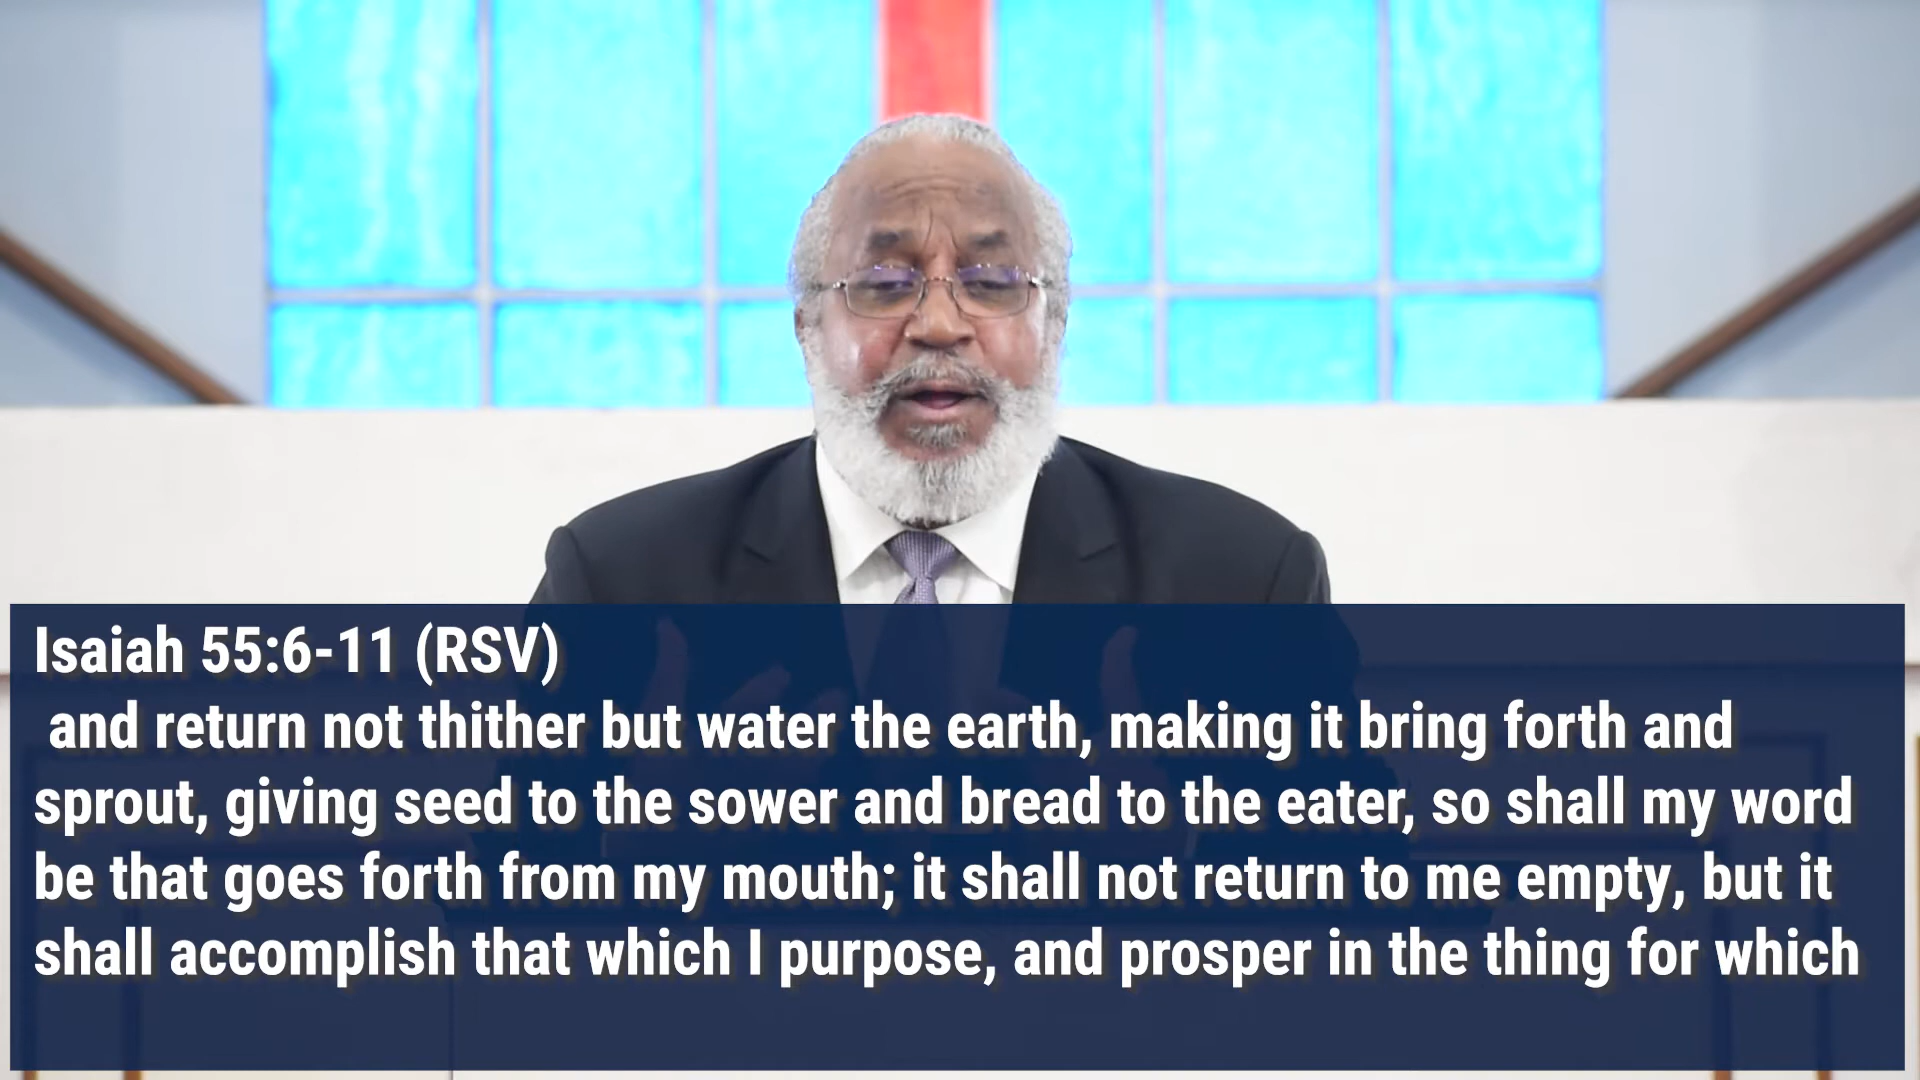 Isaiah 55:6-11 (RSV)
and return not thither but water the earth, making it bring forth and
sprout, giving seed to the sower and bread to the eater, so shall my word
be that goes forth from my mouth; it shall not return to me empty, but it
shall accomplish that which I purpose, and prosper in the thing for which